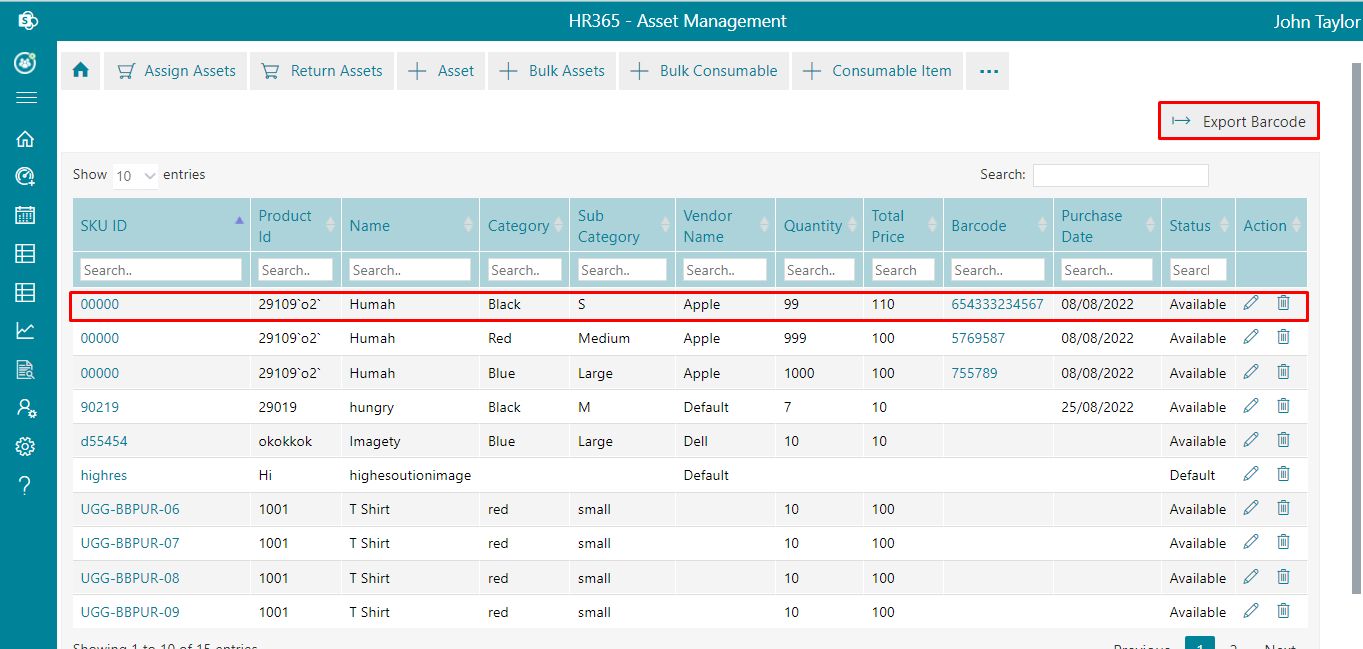 HR365 - Asset Management
John Taylor
Assign Assets
Return Assets
Asset
Bulk Assets
Bulk Consumable
Consumable Item
Export Barcode
Show 10 entries
Search:
SKU ID Product Id Name Category Sub Category Vendor Name Quantity Total Price Barcode Purchase Date Status Action
Search.. Search.. Search.. Search.. Search.. Search.. Search.. Search Search.. Search.. Searcl
00000 29109`o2` Humah Black S Apple 99 110 654333234567 08/08/2022 Available
00000 29109`o2` Humah Red Medium Apple 999 100 5769587 08/08/2022 Available
00000 29109`o2` Humah Blue Large Apple 1000 100 755789 08/08/2022 Available
90219 29019 hungry Black M Default 7 10 25/08/2022 Available
d55454 okokkok Imagety Blue Large Dell 10 10 Available
highres Hi highesoutionimage Default Default
UGG-BBPUR-06 1001 T Shirt red small 10 100 Available
UGG-BBPUR-07 1001 T Shirt red small 10 100 Available
UGG-BBPUR-08 1001 T Shirt red small 10 100 Available
UGG-BBPUR-09 1001 T Shirt red small 10 100 Available
Showing 1 to 10 of 15 entries
Previous 1 2 Next